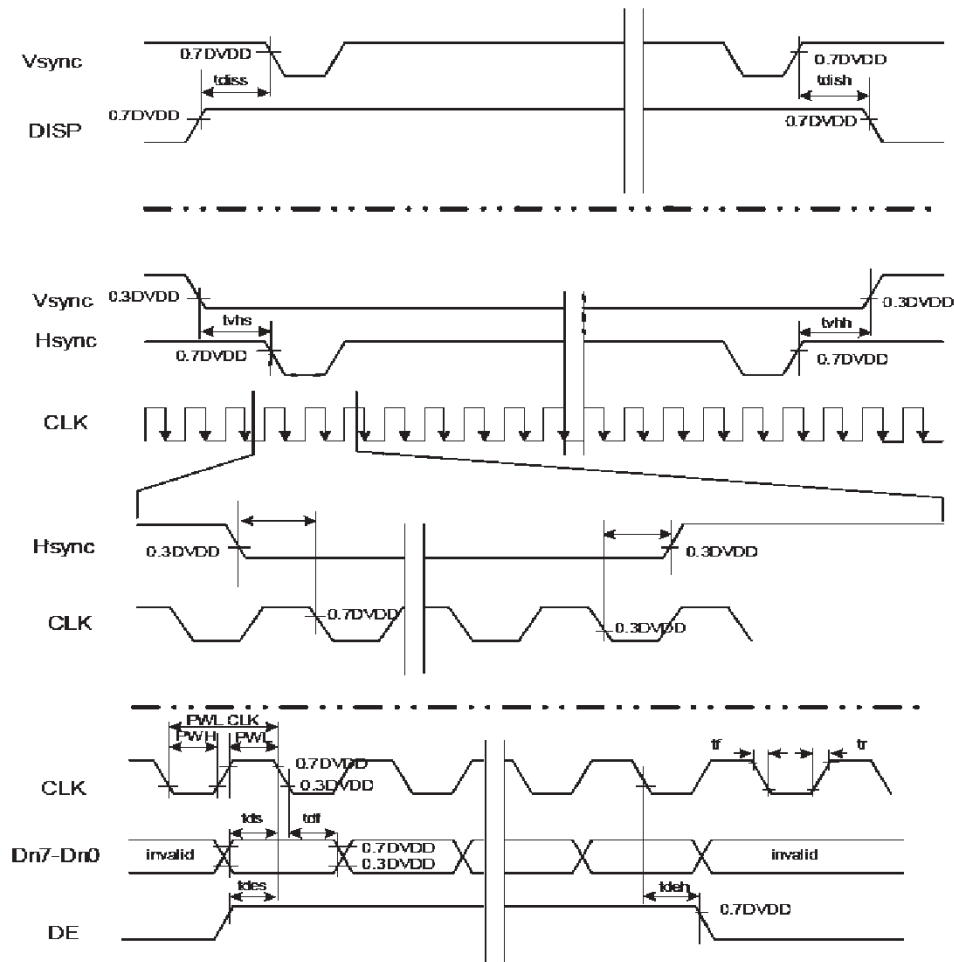 Vsync
0.7DVDD
0.7DVDD
tdiss
tdish
0.7DVDD
0.7DVDD
DISP
Vsync
0.3DVDD
0.3DVDD
tvhs
tvhh
Hsync
0.7DVDD
0.7DVDD
CLK
Hsync
0.3DVDD
0.3DVDD
CLK
0.7DVDD
0.3DVDD
PWL CLK
PWH
PWL
tf
tr
0.7DVDD
CLK
0.3DVDD
tds
tdf
Dn7-Dn0
invalid
0.7DVDD
0.3DVDD
invalid
tdes
tdeh
0.7DVDD
DE